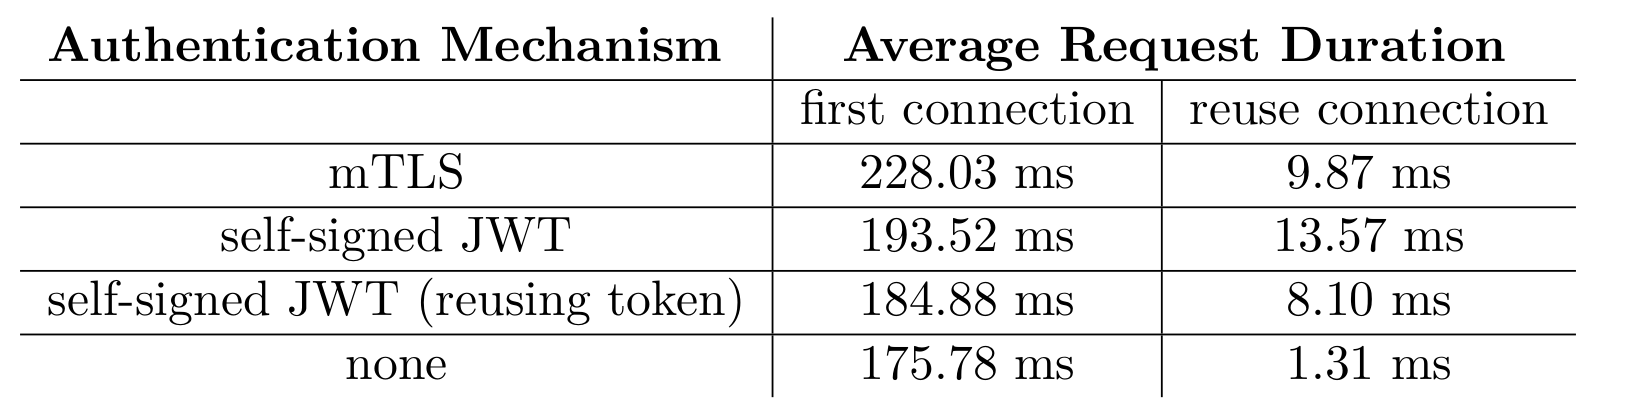 Authentication Mechanism Average Request Duration
first connection reuse connection
mTLS 228.03 ms 9.87 ms
self-signed JWT 193.52 ms 13.57 ms
self-signed JWT (reusing token) 184.88 ms 8.10 ms
none 175.78 ms 1.31 ms